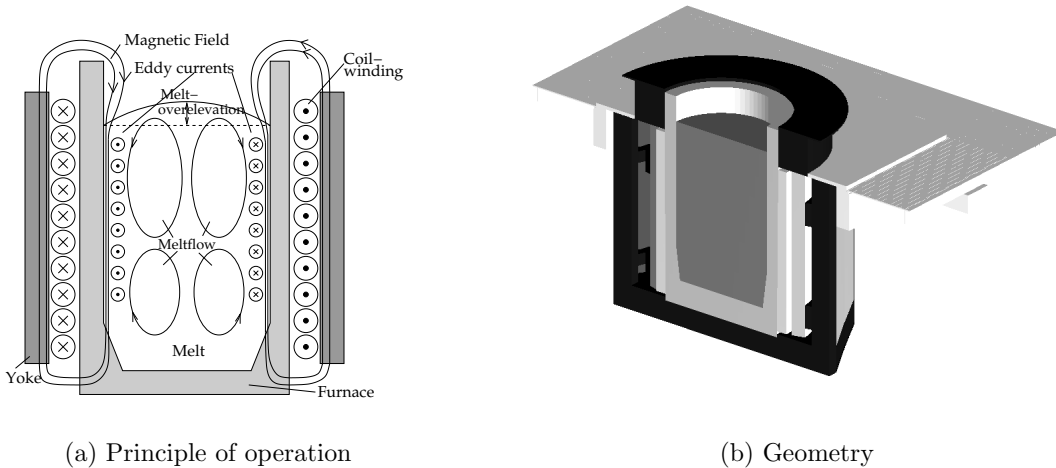 Magnetic Field
Eddy currents
Melt–
overelevation
Coil–
winding
Meltflow
Melt
Yoke
Furnace
(a) Principle of operation
(b) Geometry